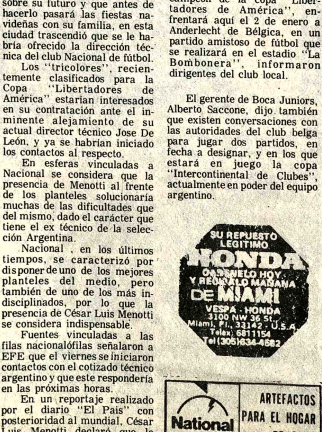 sobre su futuro y que antes de
hacerlo pasará las fiestas na-
videñas con su familia, en esta
ciudad trascendió que se le ha-
bría ofrecido la dirección téc-
nica del club Nacional de fútbol.
Los "tricolores", recien-
temente clasificados para la
Copa "Libertadores de
América" estarían interesados
en su contratación ante el in-
minente alejamiento de su
actual director técnico Jose De
León, y ya se habrían iniciado
los contactos al respecto.
En esferas vinculadas a
Nacional se considera que la
presencia de Menotti al frente
de los planteles solucionaría
muchas de las dificultades que
del mismo, dado el carácter que
tiene el ex técnico de la selec-
ción Argentina.
Nacional, en los últimos
tiempos, se caracterizó por
disponer de uno de los mejores
planteles del medio, pero
también de uno de los más in-
disciplinados, por lo que la
presencia de César Luis Menotti
se considera indispensable.
Fuentes vinculadas a las
filas nacionalófilas señalaron a
EFE que el viernes se iniciaron
contactos con el cotizado técnico
argentino y que este respondería
en las próximas horas.
En un reportaje realizado
por el diario "El País" con
posterioridad al mundial, César
Luis Menotti declaró que le
tadores de América", en-
frentará aquí el 2 de enero a
Anderlecht de Bélgica, en un
partido amistoso de fútbol que
se realizará en el estadio "La
Bombonera", informaron
dirigentes del club local.
El gerente de Boca Juniors,
Alberto Saccone, dijo también
que existen conversaciones con
las autoridades del club belga
para jugar dos partidos, en
fecha a designar, y en los que
estará en juego la copa
"Intercontinental de Clubes",
actualmente en poder del equipo
argentino.
SU REPUESTO
LEGITIMO
HONDA
HOY
Y MAÑANA
DE MIAMI
VESPA - HONDA
3100 NW 36 St.
Miami, Fl. 33142 - U.S.A.
Telex: 6811154
Tel (305) 634-4682
National
ARTEFACTOS
PARA EL HOGAR